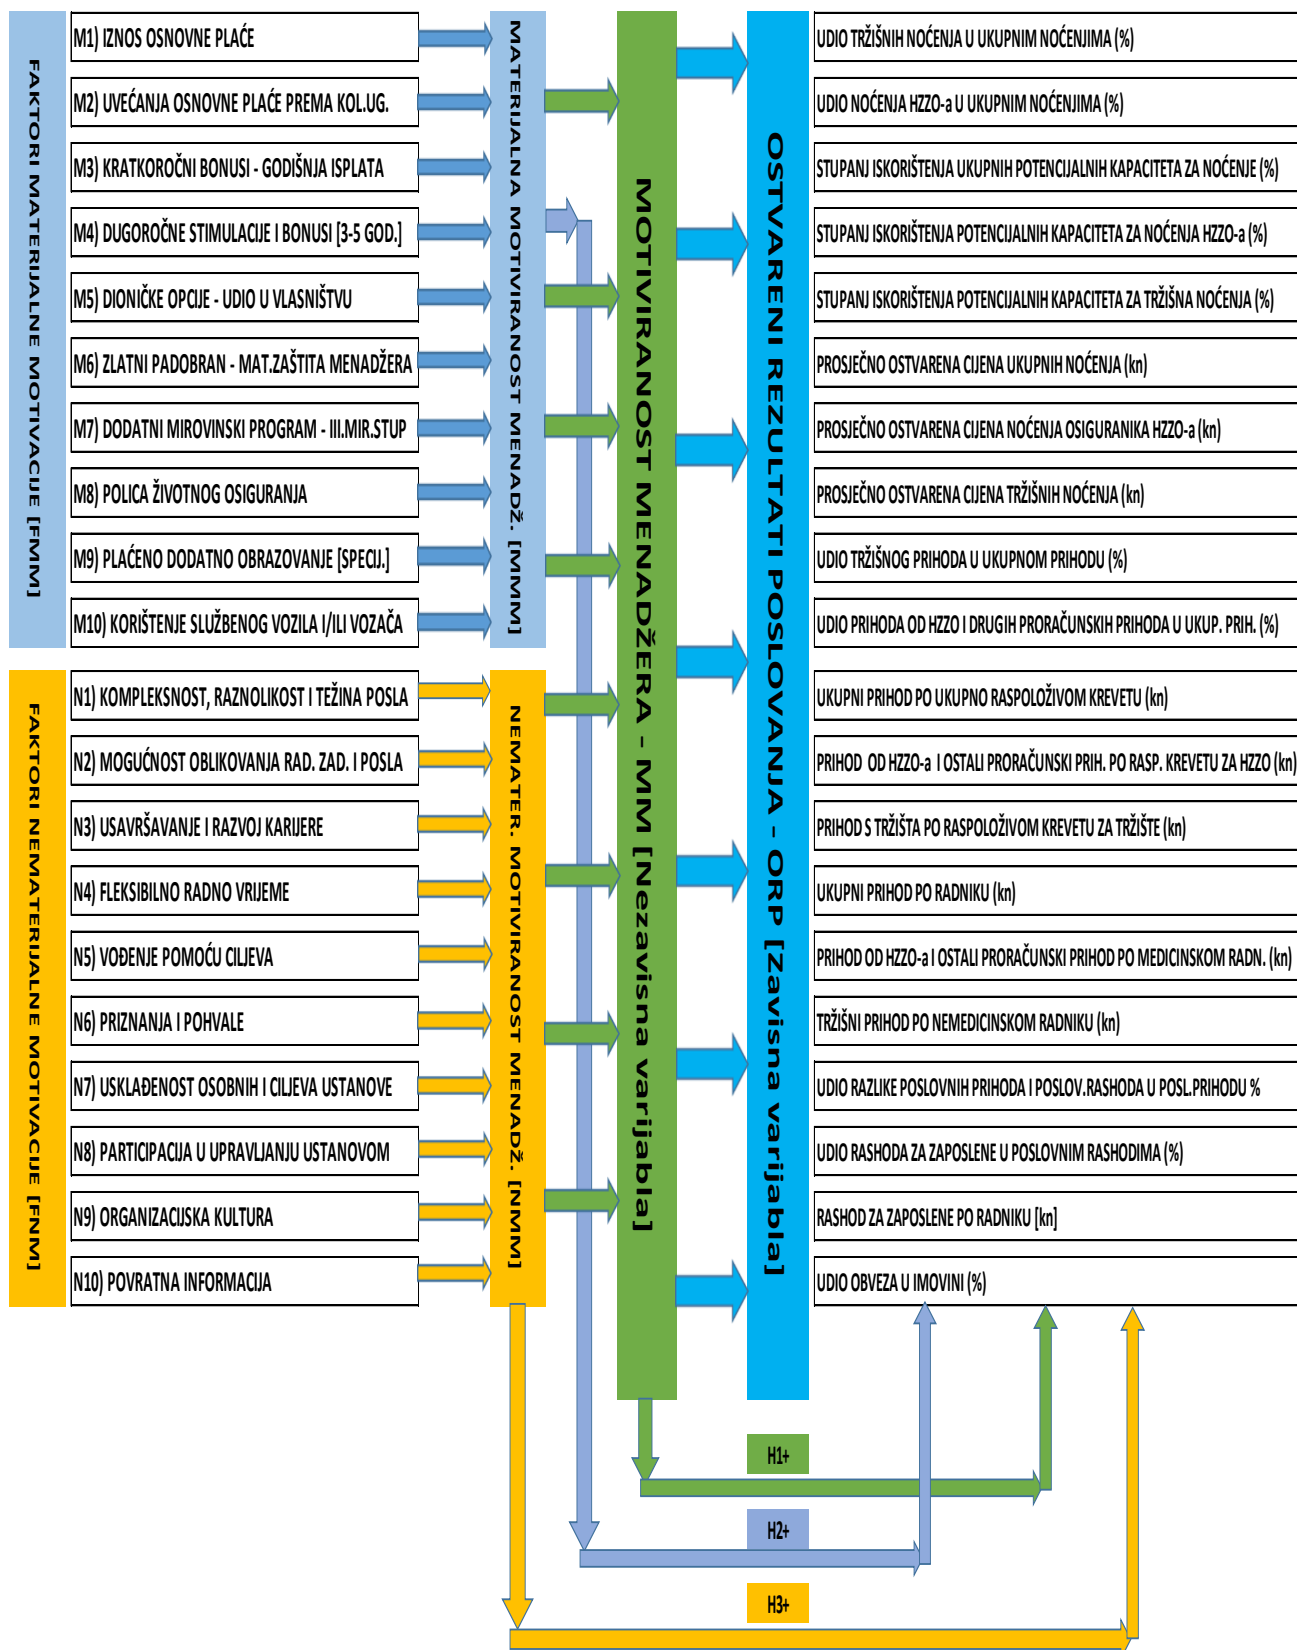 FAKTORI MATERIJALNE MOTIVACIJE [FMM]
M1) IZNOS OSNOVNE PLAĆE
M2) UVEĆANJA OSNOVNE PLAĆE PREMA KOL.UG.
M3) KRATKOROČNI BONUSI - GODIŠNJA ISPLATA
M4) DUGOROČNE STIMULACIJE I BONUSI [3-5 GOD.]
M5) DIONIČKE OPCIJE - UDIO U VLASNIŠTVU
M6) ZLATNI PADOBRAN - MAT.ZAŠTITA MENADŽERA
M7) DODATNI MIROVINSKI PROGRAM - III.MIR.STUP
M8) POLICA ŽIVOTNOG OSIGURANJA
M9) PLAĆENO DODATNO OBRAZOVANJE [SPECIJ.]
M10) KORIŠTENJE SLUŽBENOG VOZILA I/ILI VOZAČA
FAKTORI NEMATERIJALNE MOTIVACIJE [FNM]
N1) KOMPLEKSNOST, RAZNOLIKOST I TEŽINA POSLA
N2) MOGUĆNOST OBLIKOVANJA RAD. ZAD. I POSLA
N3) USAVRŠAVANJE I RAZVOJ KARIJERE
N4) FLEKSIBILNO RADNO VRIJEME
N5) VOĐENJE POMOĆU CILJEVA
N6) PRIZNANJA I POHVALE
N7) USKLAĐENOST OSOBNIH I CILJEVA USTANOVE
N8) PARTICIPACIJA U UPRAVLJANJU USTANOVOM
N9) ORGANIZACIJSKA KULTURA
N10) POVRATNA INFORMACIJA
MATERIJALNA MOTIVIRANOST MENADŽ. [MMM]
NEMATER. MOTIVIRANOST MENADŽ. [NMM]
MOTIVIRANOST MENADŽERA - MM [Nezavisna varijabla]
OSTVARENI REZULTATI POSLOVANJA - ORP [Zavisna varijabla]
UDIO TRŽIŠNIH NOĆENJA U UKUPNIM NOĆENJIMA (%)
UDIO NOĆENJA HZZO-a U UKUPNIM NOĆENJIMA (%)
STUPANJ ISKORIŠTENJA UKUPNIH POTENCIJALNIH KAPACITETA ZA NOĆENJE (%)
STUPANJ ISKORIŠTENJA POTENCIJALNIH KAPACITETA ZA NOĆENJA HZZO-a (%)
STUPANJ ISKORIŠTENJA POTENCIJALNIH KAPACITETA ZA TRŽIŠNA NOĆENJA (%)
PROSJEČNO OSTVARENA CIJENA UKUPNIH NOĆENJA (kn)
PROSJEČNO OSTVARENA CIJENA NOĆENJA OSIGURANIKA HZZO-a (kn)
PROSJEČNO OSTVARENA CIJENA TRŽIŠNIH NOĆENJA (kn)
UDIO TRŽIŠNOG PRIHODA U UKUPNOM PRIHODU (%)
UDIO PRIHODA OD HZZO I DRUGIH PRORAČUNSKIH PRIHODA U UKUP. PRIH. (%)
UKUPNI PRIHOD PO UKUPNO RASPOLOŽIVOM KREVETU (kn)
PRIHOD OD HZZO-a I OSTALI PRORAČUNSKI PRIH. PO RASP. KREVETU ZA HZZO (kn)
PRIHOD S TRŽIŠTA PO RASPOLOŽIVOM KREVETU ZA TRŽIŠTE (kn)
UKUPNI PRIHOD PO RADNIKU (kn)
PRIHOD OD HZZO-a I OSTALI PRORAČUNSKI PRIHOD PO MEDICINSKOM RADN. (kn)
TRŽIŠNI PRIHOD PO NEMEDICINSKOM RADNIKU (kn)
UDIO RAZLIKE POSLOVNIH PRIHODA I POSLOV.RASHODA U POSL.PRIHODU %
UDIO RASHODA ZA ZAPOSLENE U POSLOVNIM RASHODIMA (%)
RASHOD ZA ZAPOSLENE PO RADNIKU [kn]
UDIO OBVEZA U IMOVINI (%)
H1+
H2+
H3+